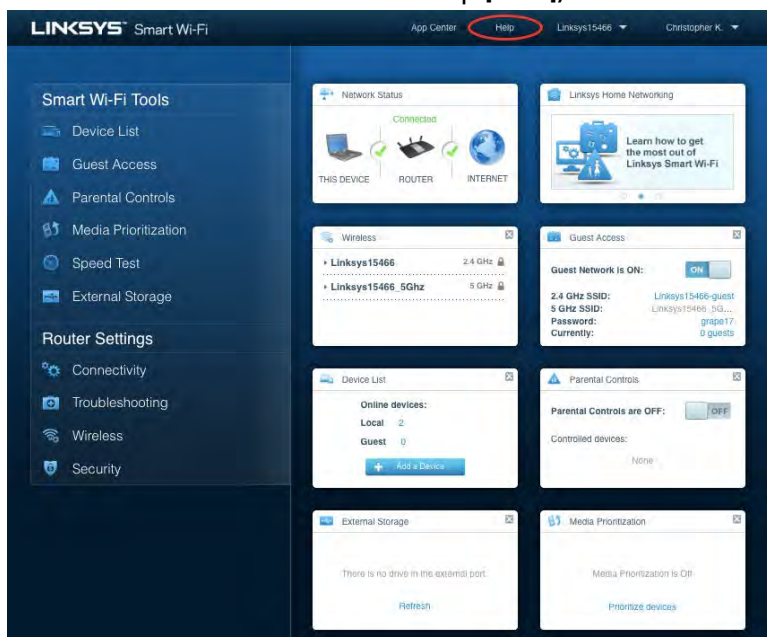 LINKSYS Smart Wi-Fi
App Center
Help
Linksys15466
Christopher K.
Smart Wi-Fi Tools
Device List
Guest Access
Parental Controls
Media Prioritization
Speed Test
External Storage
Router Settings
Connectivity
Troubleshooting
Wireless
Security
Network Status
Connected
THIS DEVICE
ROUTER
INTERNET
Linksys Home Networking
Learn how to get
the most out of
Linksys Smart Wi-Fi
Wireless
Linksys15466 2.4 GHz
Linksys15466_5Ghz 5 GHz
Guest Access
Guest Network is ON: ON
2.4 GHz SSID: Linksys15466-guest
5 GHz SSID: Linksys15466_5G...
Password: grape17
Currently: 0 guests
Device List
Online devices:
Local 2
Guest 0
Add a Device
Parental Controls
Parental Controls are OFF: OFF
Controlled devices:
None
External Storage
There is no drive in the external port.
Refresh
Media Prioritization
Media Prioritization is Off
Prioritize devices